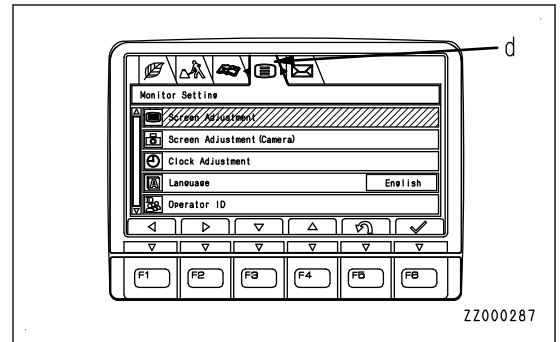 d
Monitor Setting
Screen Adjustment
Screen Adjustment (Camera)
Clock Adjustment
A Language English
ID Operator ID
F1 F2 F3 F4 F5 F6
ZZ000287